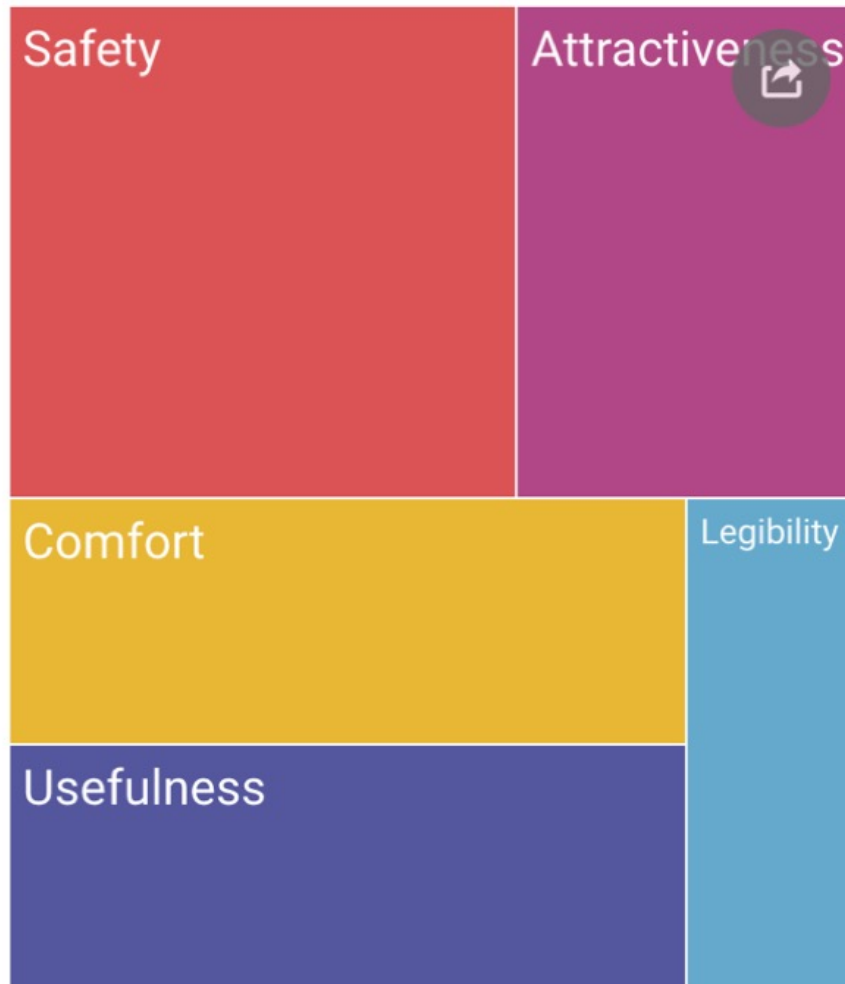 Safety
Attractiveness
Comfort
Legibility
Usefulness